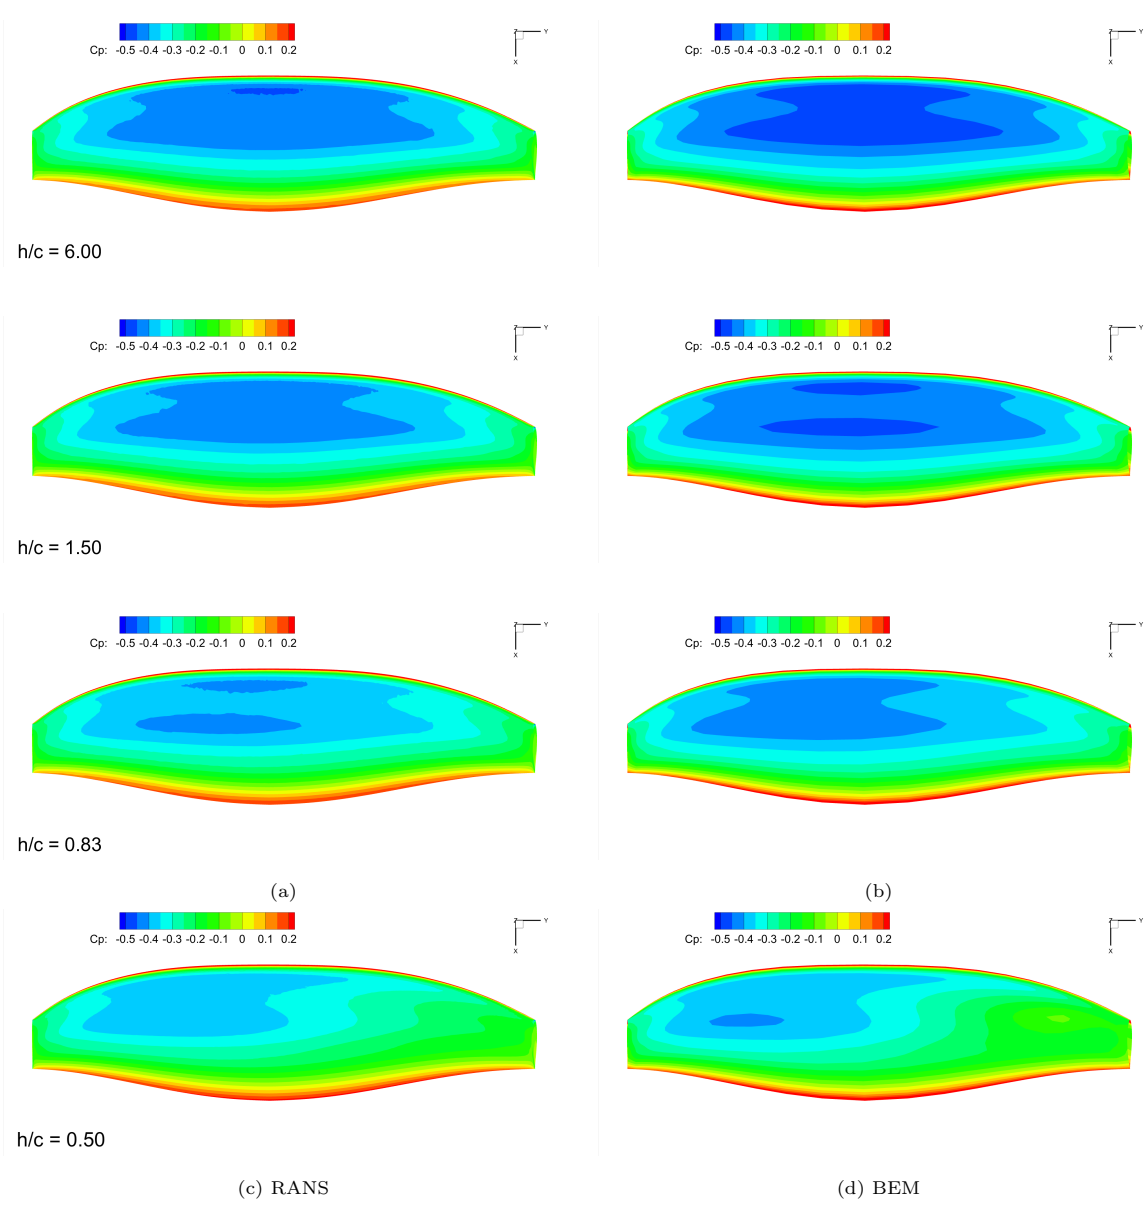 Cp: -0.5 -0.4 -0.3 -0.2 -0.1 0 0.1 0.2
Z Y
X
Cp: -0.5 -0.4 -0.3 -0.2 -0.1 0 0.1 0.2
Z Y
X
h/c = 6.00
Cp: -0.5 -0.4 -0.3 -0.2 -0.1 0 0.1 0.2
Z Y
X
Cp: -0.5 -0.4 -0.3 -0.2 -0.1 0 0.1 0.2
Z Y
X
h/c = 1.50
Cp: -0.5 -0.4 -0.3 -0.2 -0.1 0 0.1 0.2
Z Y
X
Cp: -0.5 -0.4 -0.3 -0.2 -0.1 0 0.1 0.2
Z Y
X
h/c = 0.83
(a)
(b)
Cp: -0.5 -0.4 -0.3 -0.2 -0.1 0 0.1 0.2
Z Y
X
Cp: -0.5 -0.4 -0.3 -0.2 -0.1 0 0.1 0.2
Z Y
X
h/c = 0.50
(c) RANS
(d) BEM